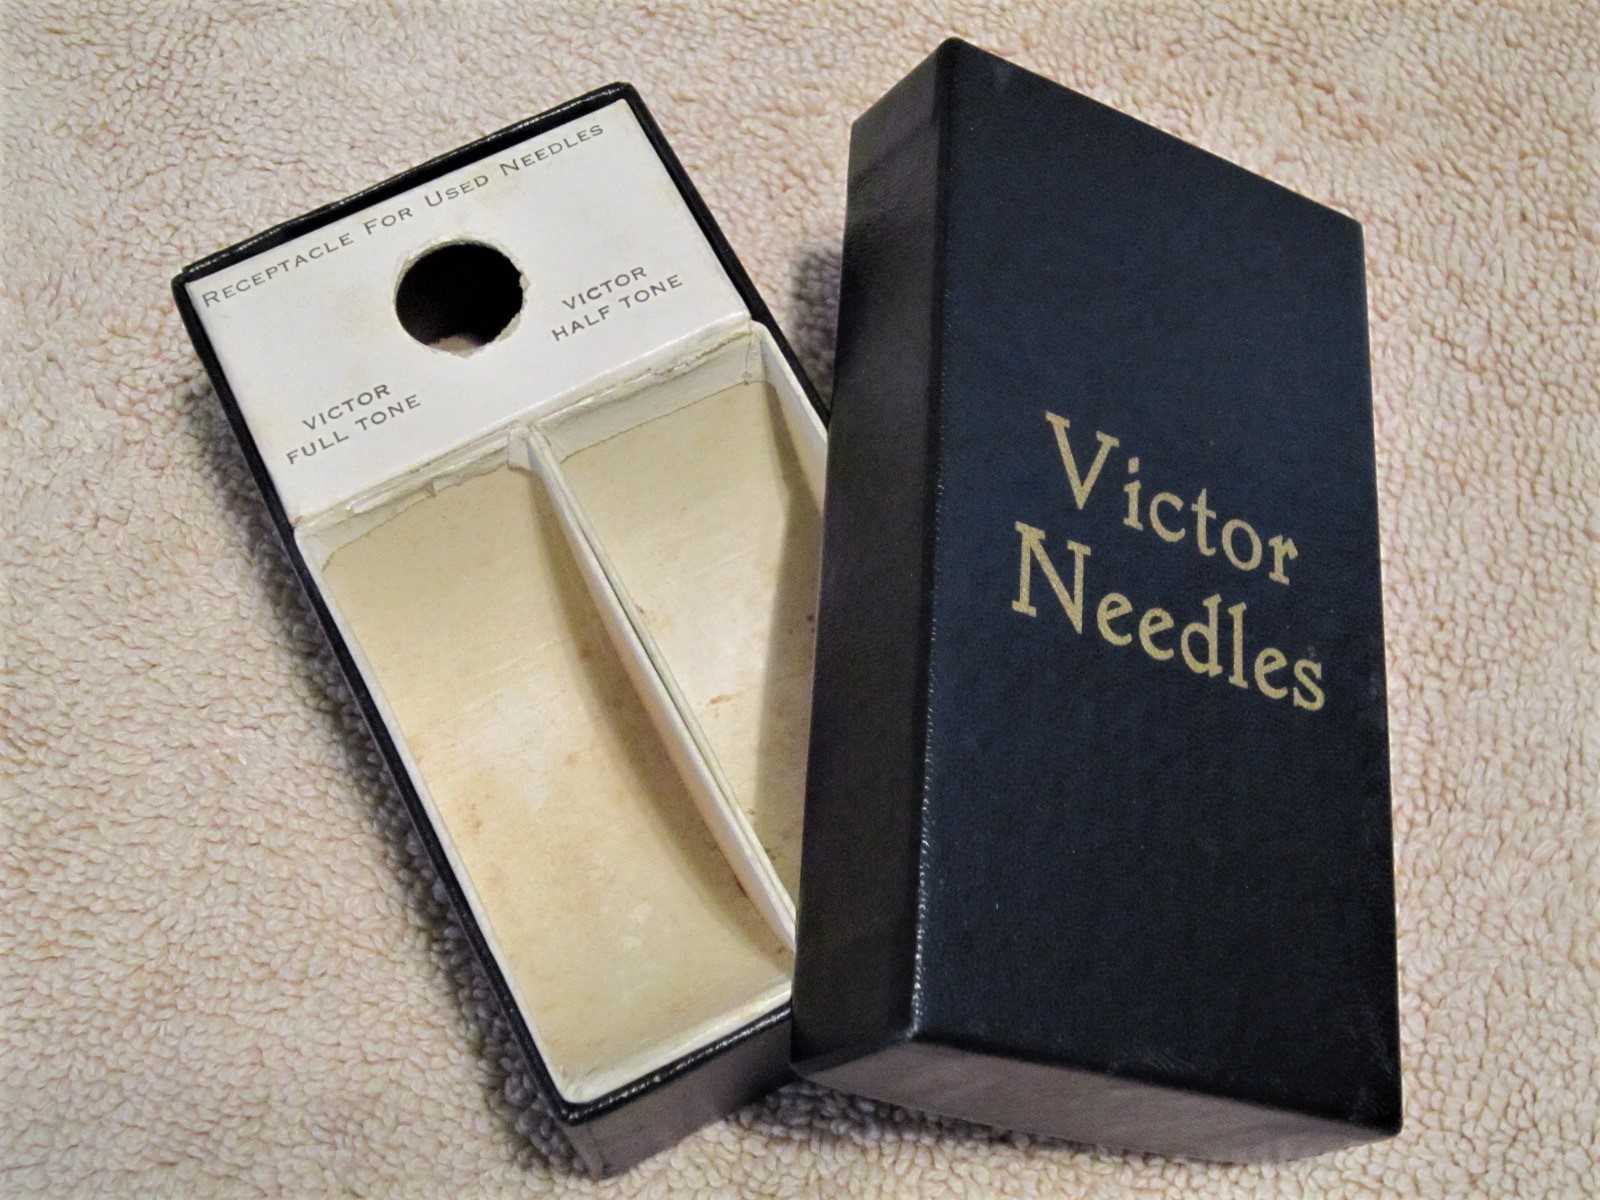 RECEPTACLE FOR USED NEEDLES
VICTOR
HALF TONE
VICTOR
FULL TONE
Victor
Needles